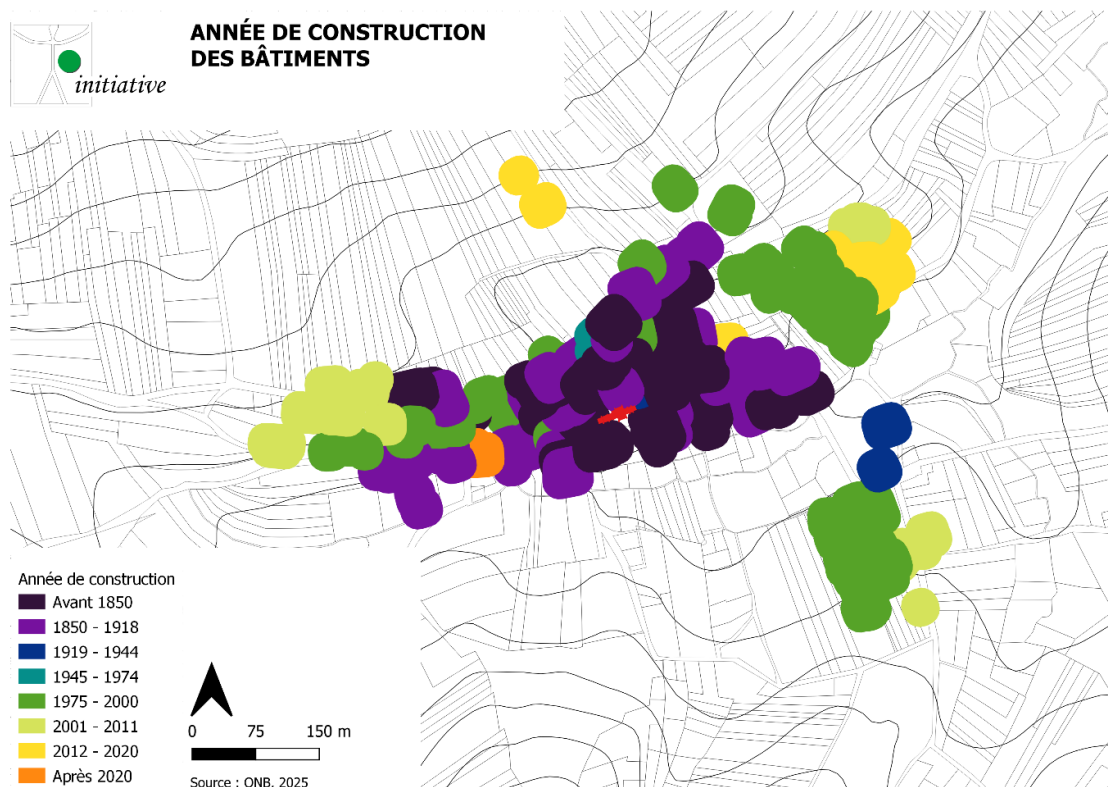 ANNÉE DE CONSTRUCTION
DES BÂTIMENTS
initiative
Année de construction
Avant 1850
1850 - 1918
1919 - 1944
1945 - 1974
1975 - 2000
2001 - 2011
2012 - 2020
Après 2020
0 75 150 m
Source : ONB, 2025